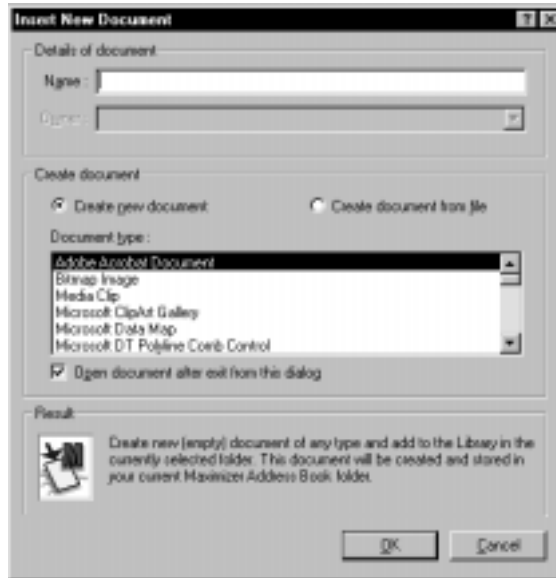 Insert New Document
Details of document
Name :
Owner :
Create document
Create new document
Create document from file
Document type :
Adobe Acrobat Document
Bitmap Image
Media Clip
Microsoft ClipArt Gallery
Microsoft Data Map
Microsoft DT Polyline Comb Control
Open document after exit from this dialog
Result
Create new (empty) document of any type and add to the Library in the
currently selected folder. This document will be created and stored in
your current Maximizer Address Book folder.
OK
Cancel